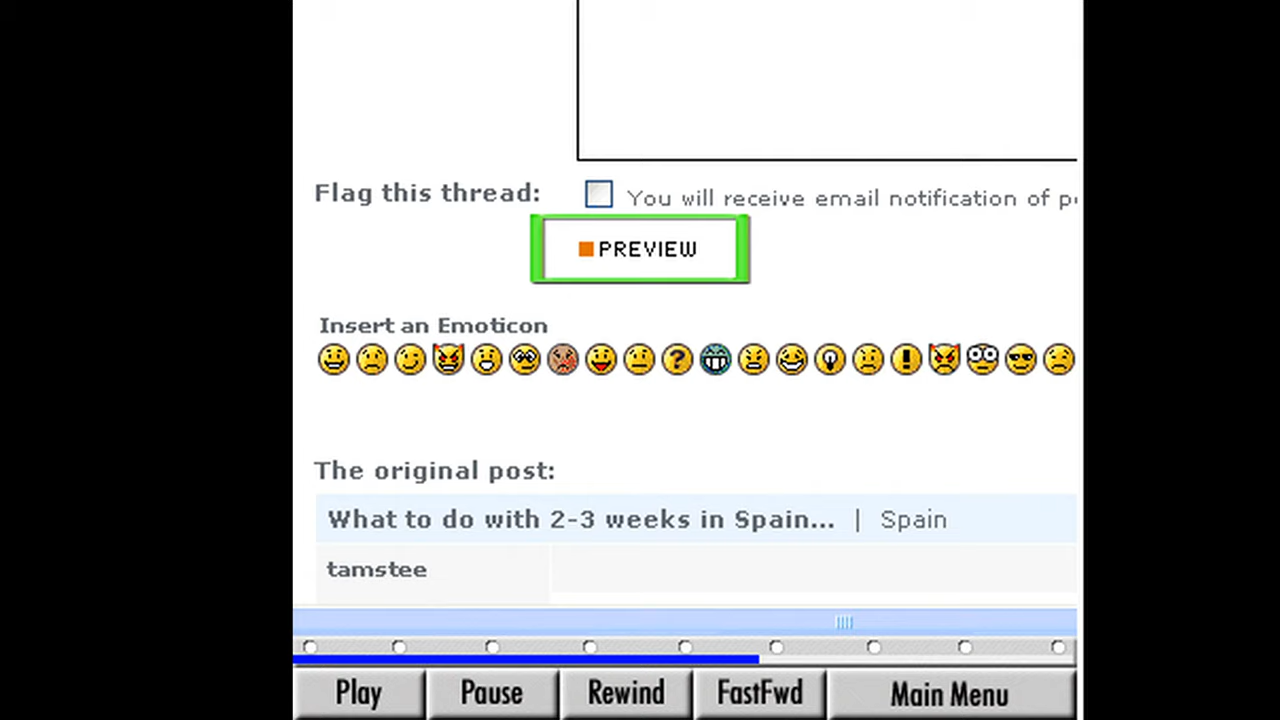 Flag this thread: You will receive email notification of p
PREVIEW
Insert an Emoticon
The original post:
What to do with 2-3 weeks in Spain... | Spain
tamstee
Play Pause Rewind FastFwd Main Menu